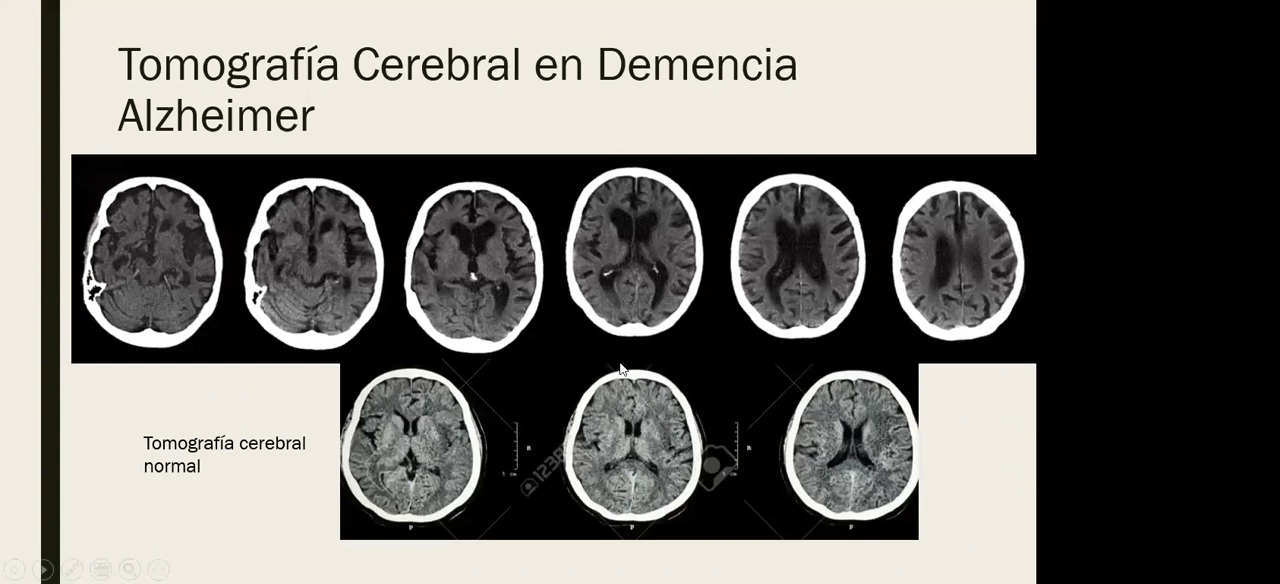 Tomografía Cerebral en Demencia
Alzheimer
Tomografía cerebral
normal
R
R
P
P
P